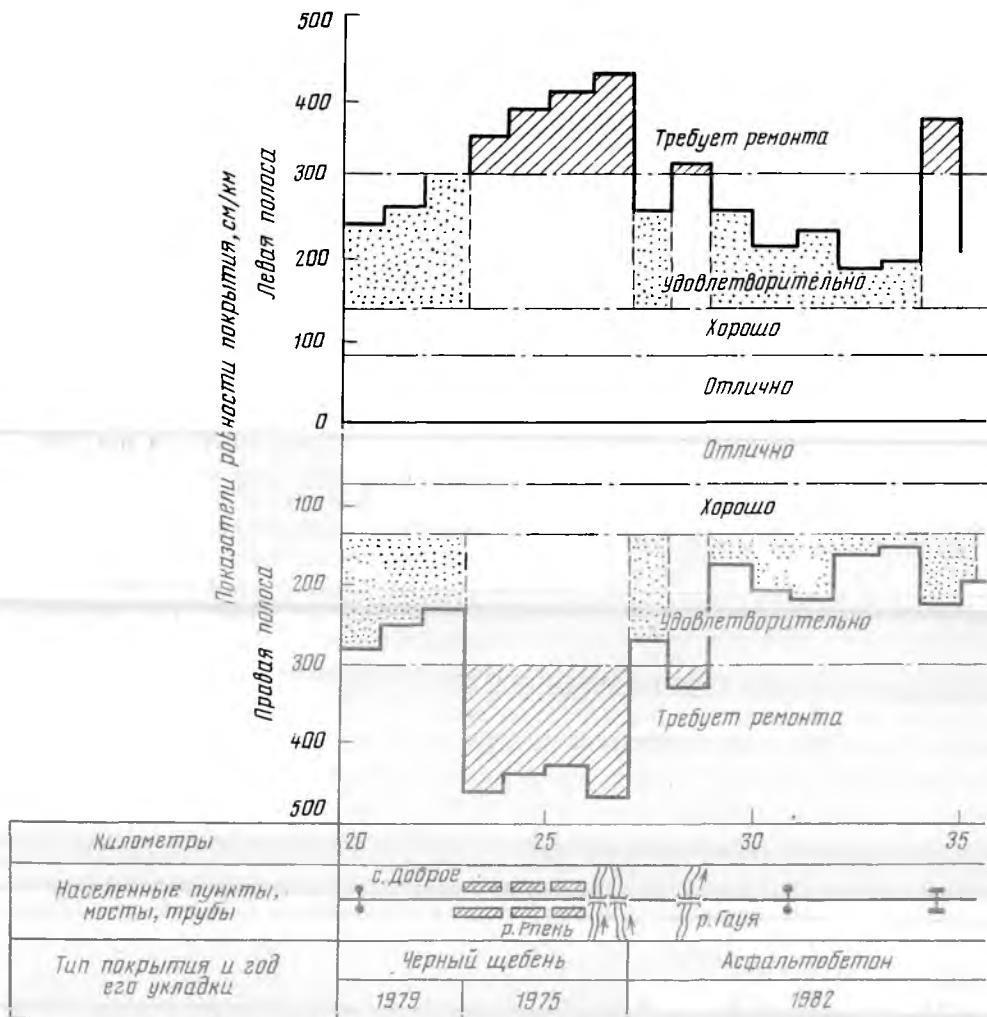 Показатели ровности покрытия, см/км
Левая полоса
Правая полоса
500
400
300
200
100
0
100
200
300
400
500
Требует ремонта
Удовлетворительно
Хорошо
Отлично
Отлично
Хорошо
Удовлетворительно
Требует ремонта
Километры
20
25
30
35
Населенные пункты,
мосты, трубы
с. Доброе
р. Рпень
р. Гауя
Тип покрытия и год
его укладки
Черный щебень
Асфальтобетон
1979
1975
1982